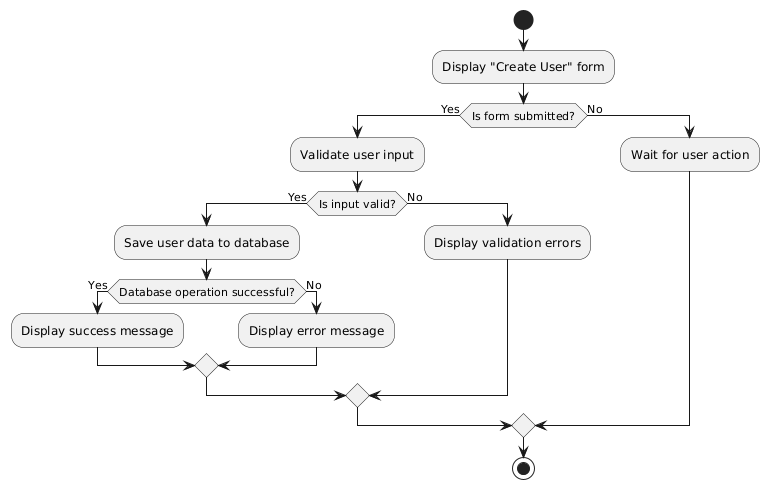 Display "Create User" form
Yes
Is form submitted?
No
Validate user input
Wait for user action
Yes
Is input valid?
No
Save user data to database
Display validation errors
Yes
Database operation successful?
No
Display success message
Display error message